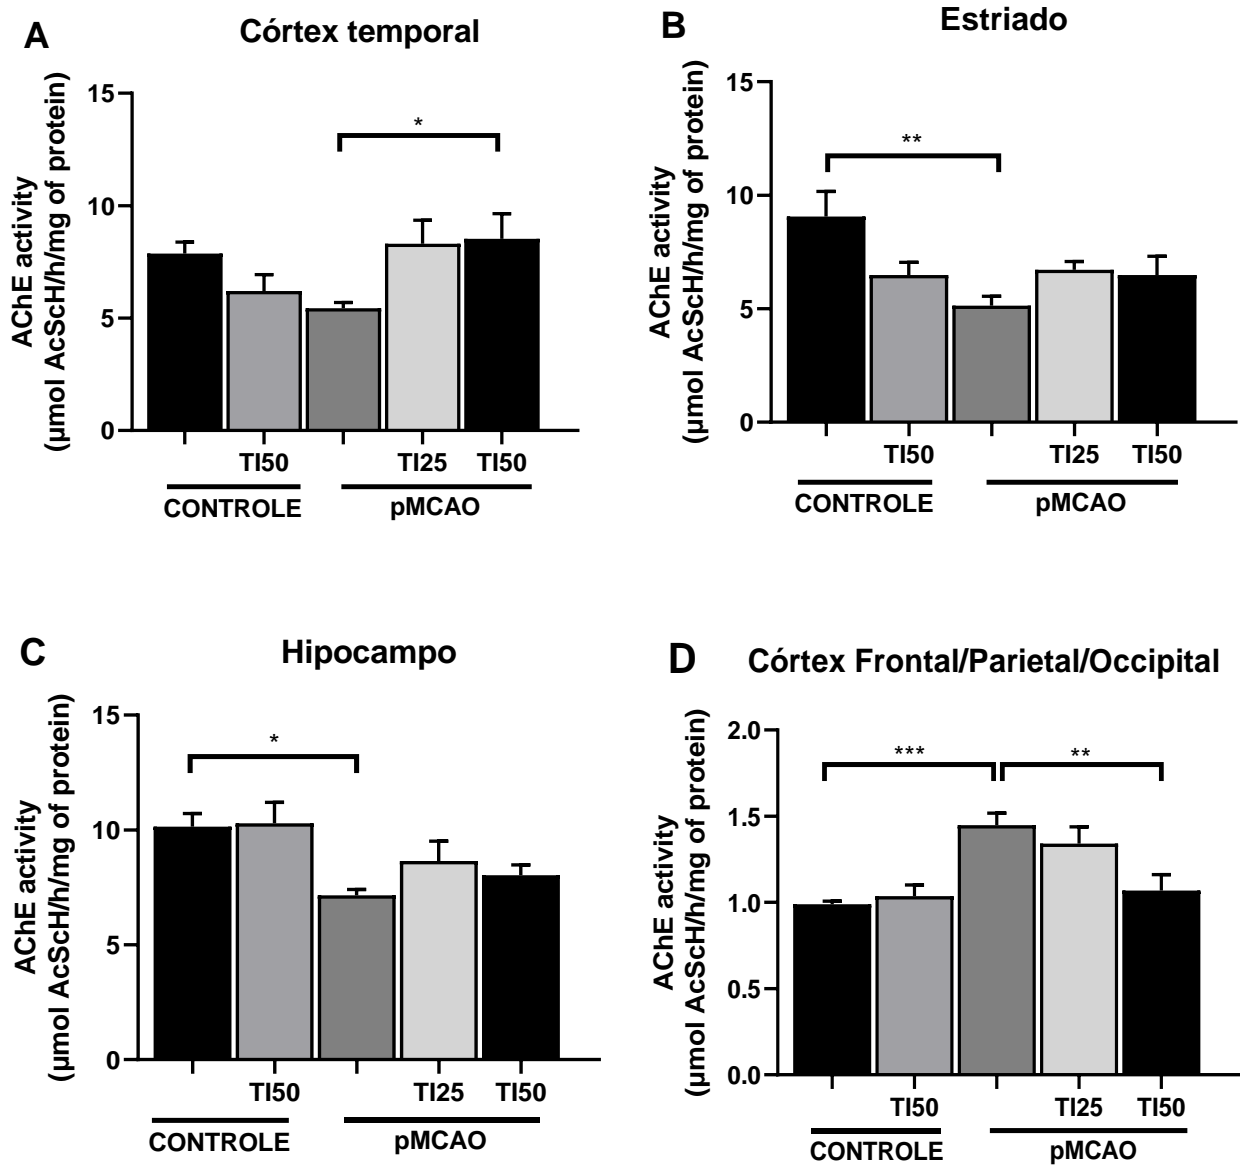 A
Córtex temporal
AChE activity
(µmol AcScH/h/mg of protein)
15
10
5
0
*
TI50
TI25
TI50
CONTROLE
pMCAO
B
Estriado
AChE activity
(µmol AcScH/h/mg of protein)
15
10
5
0
**
TI50
TI25
TI50
CONTROLE
pMCAO
C
Hipocampo
AChE activity
(µmol AcScH/h/mg of protein)
15
10
5
0
*
TI50
TI25
TI50
CONTROLE
pMCAO
D
Córtex Frontal/Parietal/Occipital
AChE activity
(µmol AcScH/h/mg of protein)
2.0
1.5
1.0
0.5
0.0
***
**
TI50
TI25
TI50
CONTROLE
pMCAO